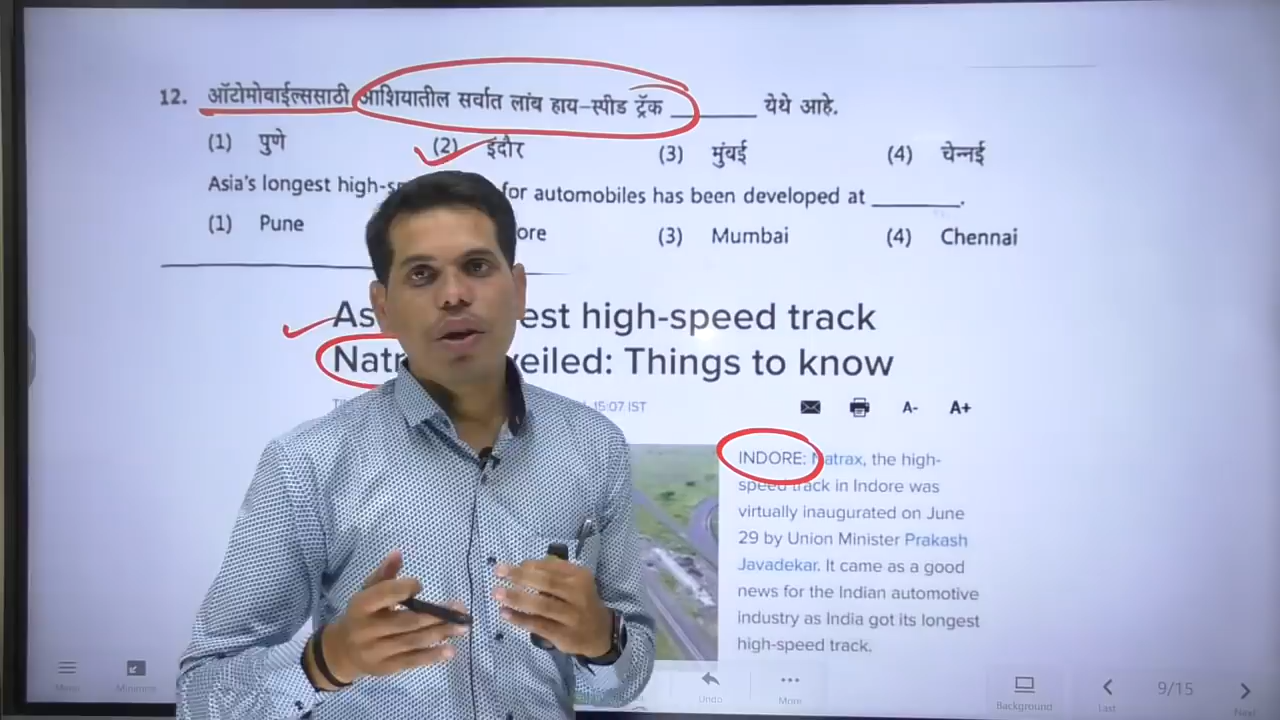 12. ऑटोमोबाईल्ससाठी आशियातील सर्वात लांब हाय-स्पीड ट्रॅक ________ येथे आहे.
(1) पुणे (2) इंदौर (3) मुंबई (4) चेन्नई
Asia's longest high-s for automobiles has been developed at ________.
(1) Pune ore (3) Mumbai (4) Chennai
As est high-speed track
Natr veiled: Things to know
15:07 IST
A- A+
INDORE: Natrax, the high-
speed track in Indore was
virtually inaugurated on June
29 by Union Minister Prakash
Javadekar. It came as a good
news for the Indian automotive
industry as India got its longest
high-speed track.
Menu Minimize Undo More Background Last 9/15 Next